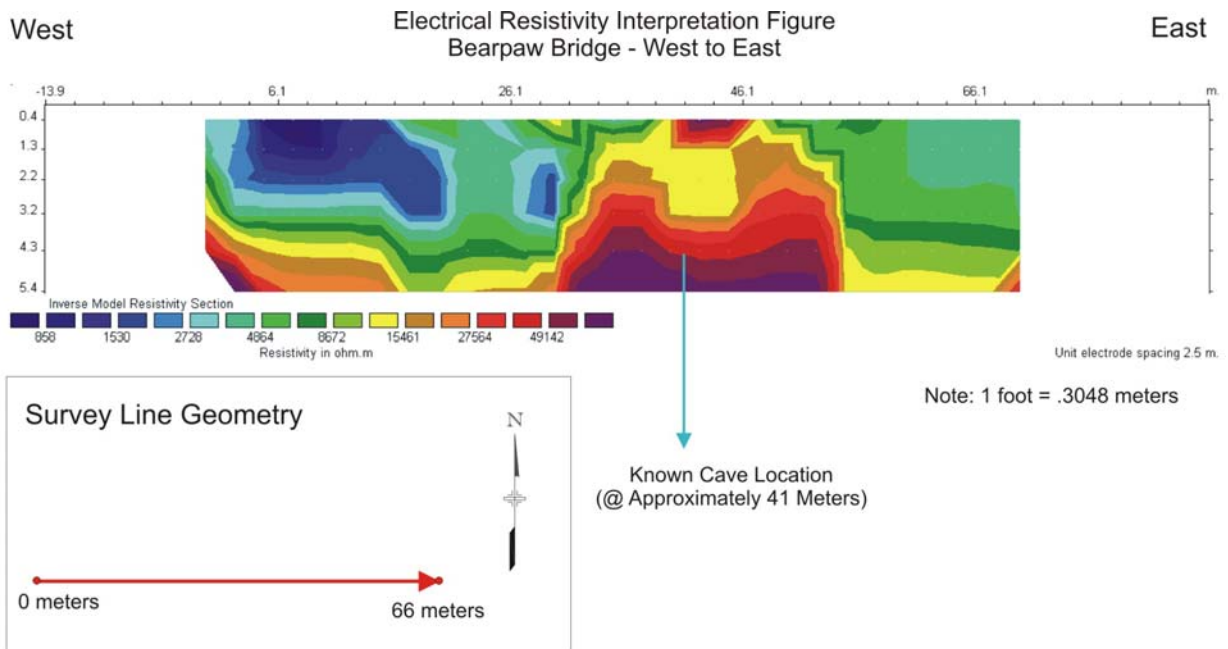 West
Electrical Resistivity Interpretation Figure
East
Bearpaw Bridge - West to East
-13.9 6.1 26.1 46.1 66.1 m.
0.4
1.3
2.2
3.2
4.3
5.4
Inverse Model Resistivity Section
858 1530 2728 4864 8672 15461 27564 49142
Resistivity in ohm.m
Unit electrode spacing 2.5 m.
Note: 1 foot = .3048 meters
Survey Line Geometry
N
Known Cave Location
(@ Approximately 41 Meters)
0 meters
66 meters